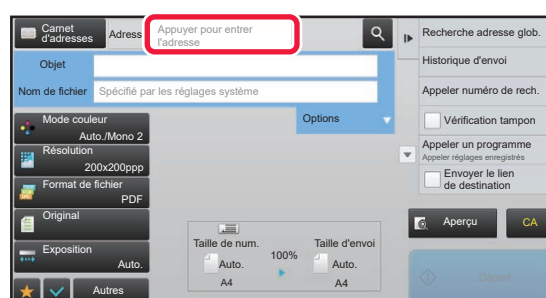 Carnet
d'adresses
Adress
Appuyer pour entrer
l'adresse
Objet
Nom de fichier
Spécifié par les réglages système
Mode couleur
Auto./Mono 2
Résolution
200x200ppp
Format de fichier
PDF
Original
Exposition
Auto.
Autres
Options
Taille de num.
Auto.
A4
100%
Taille d'envoi
Auto.
A4
Recherche adresse glob.
Historique d'envoi
Appeler numéro de rech.
Vérification tampon
Appeler un programme
Appeler réglages enregistrés
Envoyer le lien
de destination
Aperçu
CA
Départ